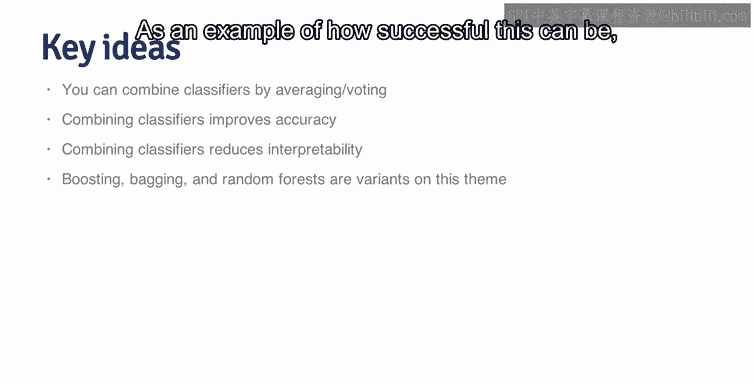 As an example of how successful this can be,
Key ideas
· You can combine classifiers by averaging/voting
· Combining classifiers improves accuracy
· Combining classifiers reduces interpretability
· Boosting, bagging, and random forests are variants on this theme